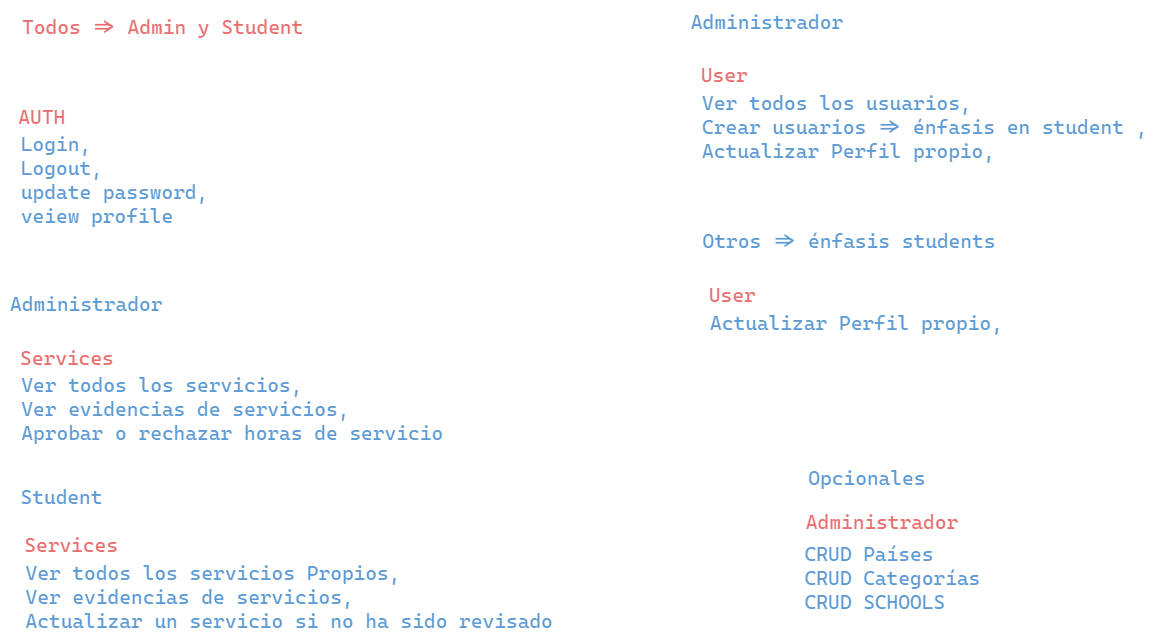 Todos ⇒ Admin y Student
AUTH
Login,
Logout,
update password,
veiew profile
Administrador
Services
Ver todos los servicios,
Ver evidencias de servicios,
Aprobar o rechazar horas de servicio
Student
Services
Ver todos los servicios Propios,
Ver evidencias de servicios,
Actualizar un servicio si no ha sido revisado
Administrador
User
Ver todos los usuarios,
Crear usuarios ⇒ énfasis en student ,
Actualizar Perfil propio,
Otros ⇒ énfasis students
User
Actualizar Perfil propio,
Opcionales
Administrador
CRUD Países
CRUD Categorías
CRUD SCHOOLS